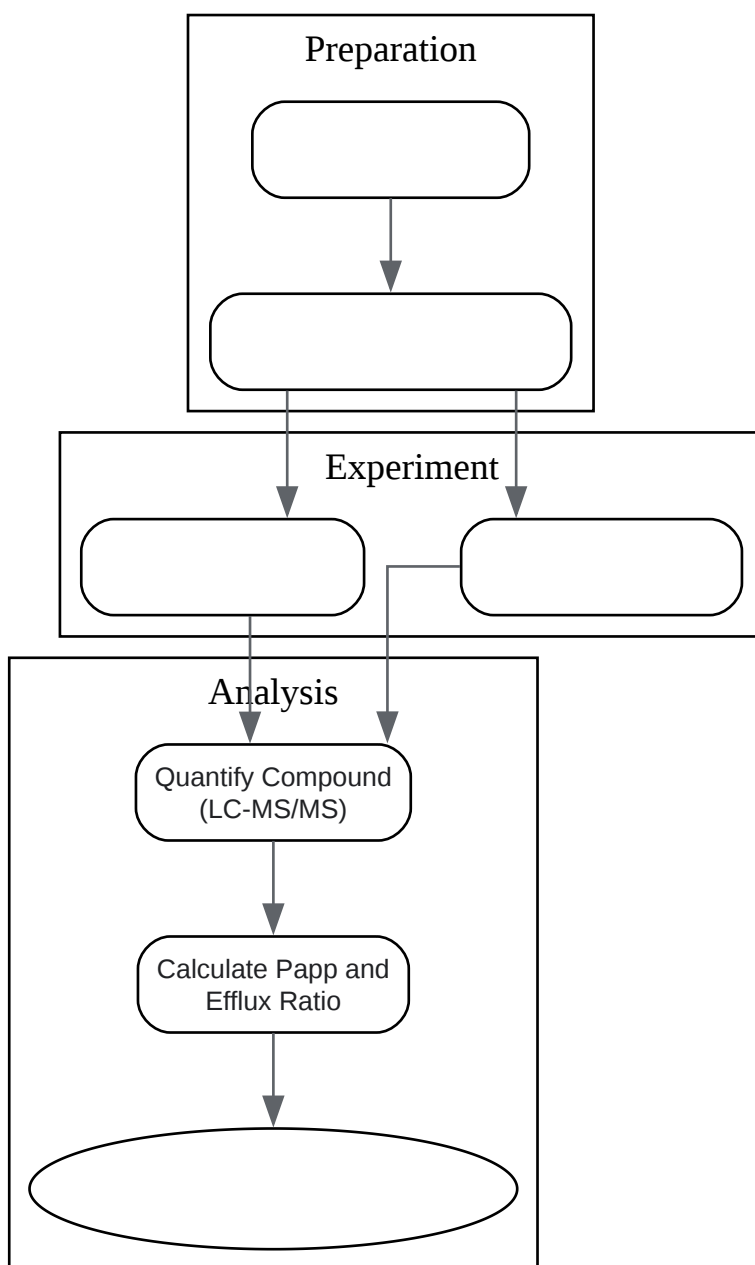 Preparation
Experiment
Analysis
Quantify Compound
(LC-MS/MS)
Calculate Papp and
Efflux Ratio